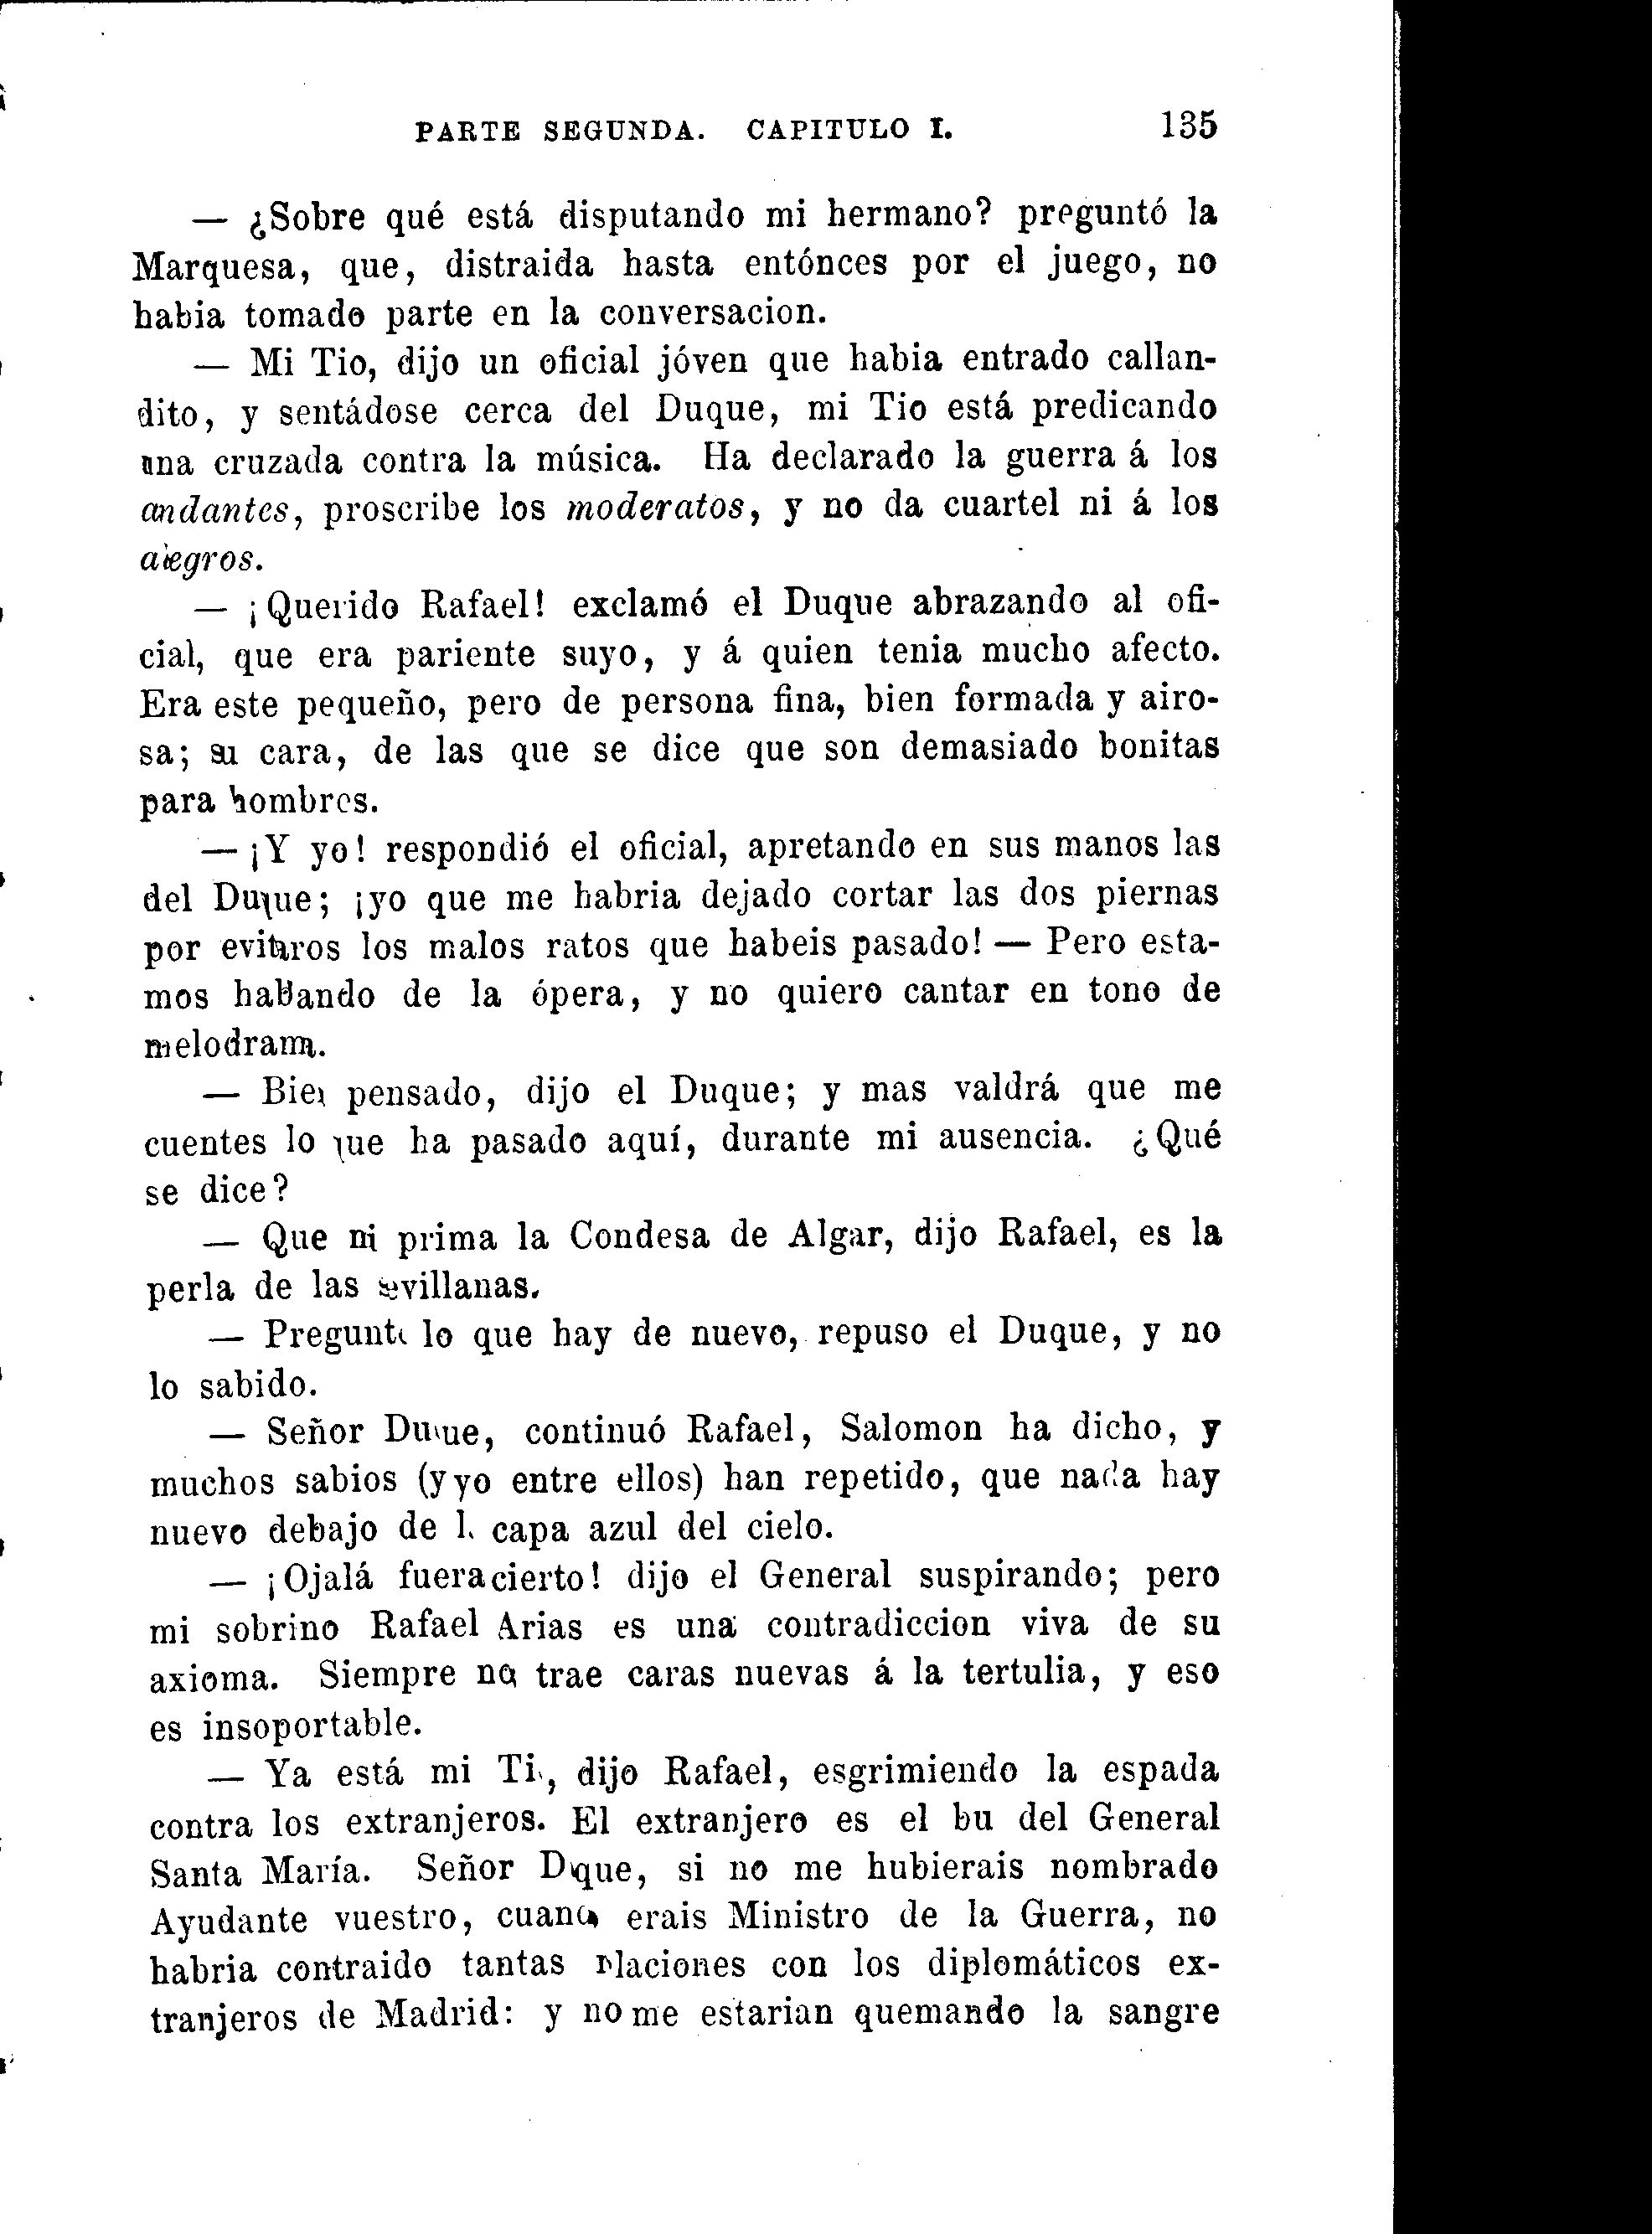 PARTE SEGUNDA. CAPITULO I. 135
— ¿Sobre qué está disputando mi hermano? preguntó la
Marquesa, que, distraida hasta entónces por el juego, no
habia tomado parte en la conversacion.
— Mi Tio, dijo un oficial jóven que habia entrado callan-
dito, y sentádose cerca del Duque, mi Tio está predicando
una cruzada contra la música. Ha declarado la guerra á los
andantes, proscribe los moderatos, y no da cuartel ni á los
alegros.
— ¡Querido Rafael! exclamó el Duque abrazando al ofi-
cial, que era pariente suyo, y á quien tenia mucho afecto.
Era este pequeño, pero de persona fina, bien formada y airo-
sa; su cara, de las que se dice que son demasiado bonitas
para hombres.
— ¡Y yo! respondió el oficial, apretando en sus manos las
del Duque; ¡yo que me habria dejado cortar las dos piernas
por evitaros los malos ratos que habeis pasado! — Pero esta-
mos hablando de la ópera, y no quiero cantar en tono de
melodrama.
— Bien pensado, dijo el Duque; y mas valdrá que me
cuentes lo que ha pasado aquí, durante mi ausencia. ¿Qué
se dice?
— Que mi prima la Condesa de Algar, dijo Rafael, es la
perla de las sevillanas.
— Pregunto lo que hay de nuevo, repuso el Duque, y no
lo sabido.
— Señor Duque, continuó Rafael, Salomon ha dicho, y
muchos sabios (y yo entre ellos) han repetido, que nada hay
nuevo debajo de la capa azul del cielo.
— ¡Ojalá fuera cierto! dijo el General suspirando; pero
mi sobrino Rafael Arias es una contradiccion viva de su
axioma. Siempre nos trae caras nuevas á la tertulia, y eso
es insoportable.
— Ya está mi Tio, dijo Rafael, esgrimiendo la espada
contra los extranjeros. El extranjero es el bu del General
Santa María. Señor Duque, si no me hubierais nombrado
Ayudante vuestro, cuando erais Ministro de la Guerra, no
habria contraido tantas relaciones con los diplomáticos ex-
tranjeros de Madrid: y no me estarian quemando la sangre